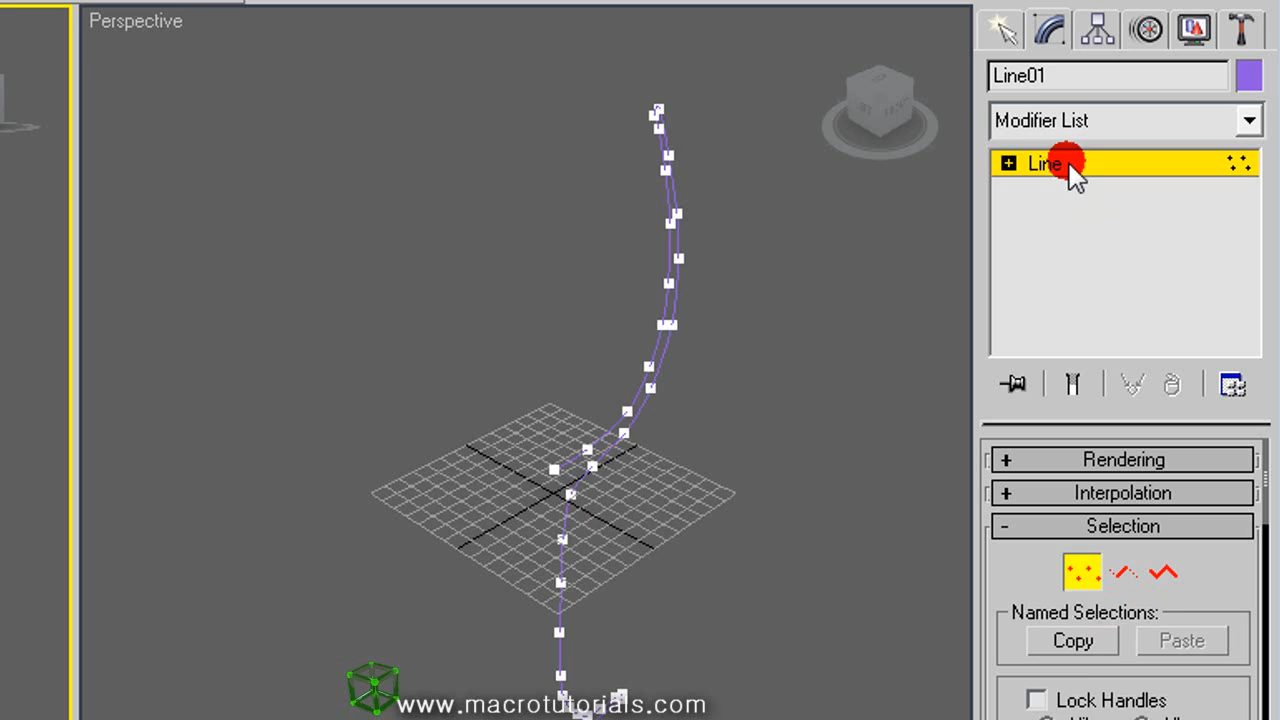 Perspective
Line01
Modifier List
Line
Rendering
Interpolation
Selection
Named Selections:
Copy
Paste
Lock Handles
www.macrotutorials.com